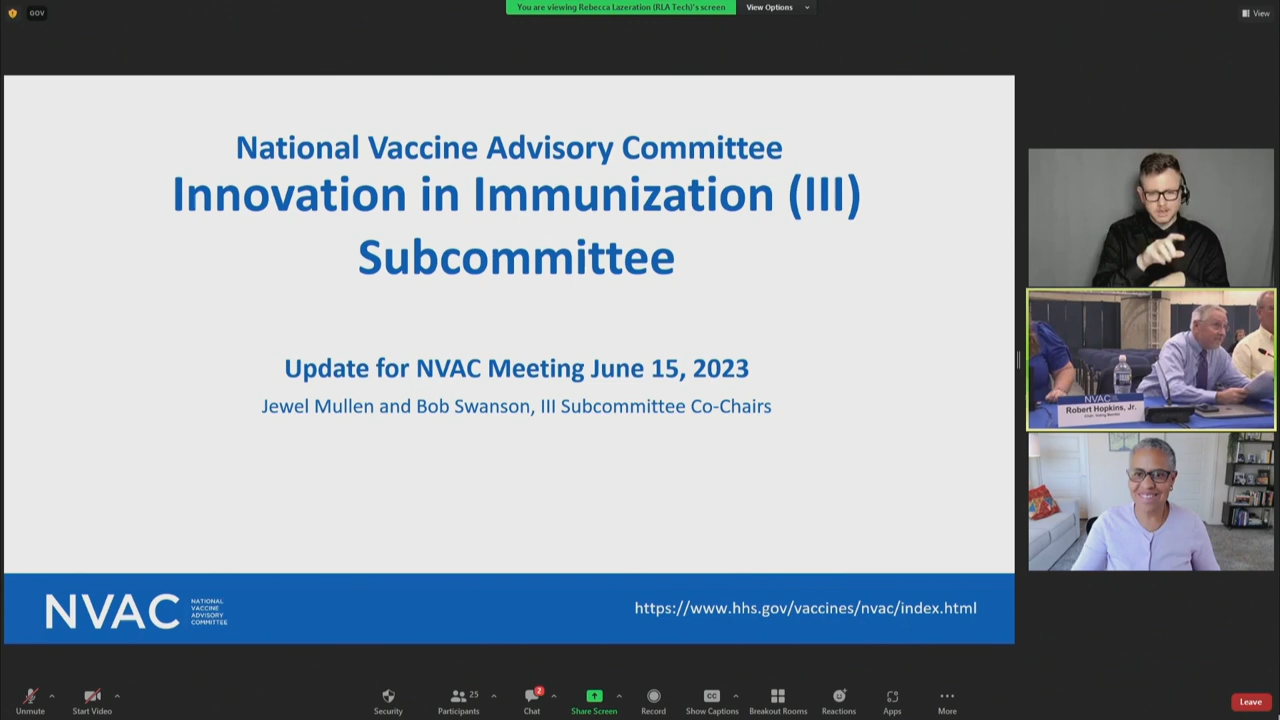 GOV
You are viewing Rebecca Lazeration (RLA Tech)'s screen
View Options
View
National Vaccine Advisory Committee
Innovation in Immunization (III)
Subcommittee
Update for NVAC Meeting June 15, 2023
Jewel Mullen and Bob Swanson, III Subcommittee Co-Chairs
NVAC
NATIONAL
VACCINE
ADVISORY
COMMITTEE
https://www.hhs.gov/vaccines/nvac/index.html
NVAC
Robert Hopkins, Jr.
Unmute
Start Video
Security
Participants
25
Chat
2
Share Screen
Record
CC
Show Captions
Breakout Rooms
Reactions
Apps
More
Leave